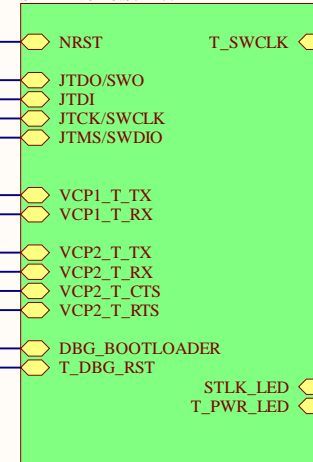 NRST T_SWCLK
JTDO/SWO
JTDI
JTCK/SWCLK
JTMS/SWDIO
VCP1_T_TX
VCP1_T_RX
VCP2_T_TX
VCP2_T_RX
VCP2_T_CTS
VCP2_T_RTS
DBG_BOOTLOADER
T_DBG_RST
STLK_LED
T_PWR_LED